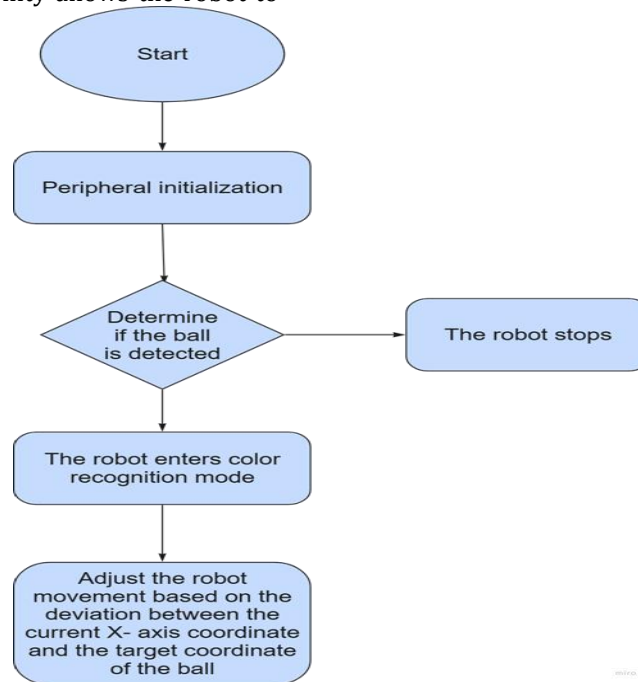 Start
Peripheral initialization
Determine
if the ball
is detected
The robot stops
The robot enters color
recognition mode
Adjust the robot
movement based on the
deviation between the
current X- axis coordinate
and the target coordinate
of the ball